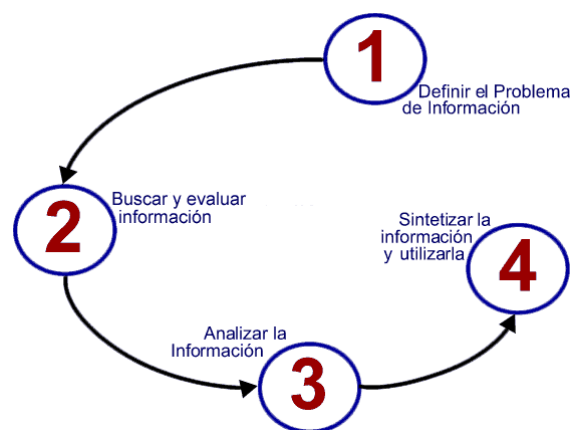 1
Definir el Problema
de Información
2
Buscar y evaluar
información
3
Analizar la
Información
4
Sintetizar la
información
y utilizarla